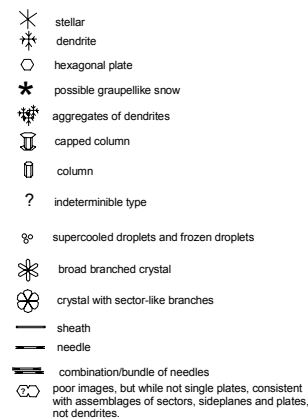 stellar
dendrite
hexagonal plate
possible graupellike snow
aggregates of dendrites
capped column
column
? indeterminible type
supercooled droplets and frozen droplets
broad branched crystal
crystal with sector-like branches
sheath
needle
combination/bundle of needles
? poor images, but while not single plates, consistent
with assemblages of sectors, sideplanes and plates,
not dendrites.